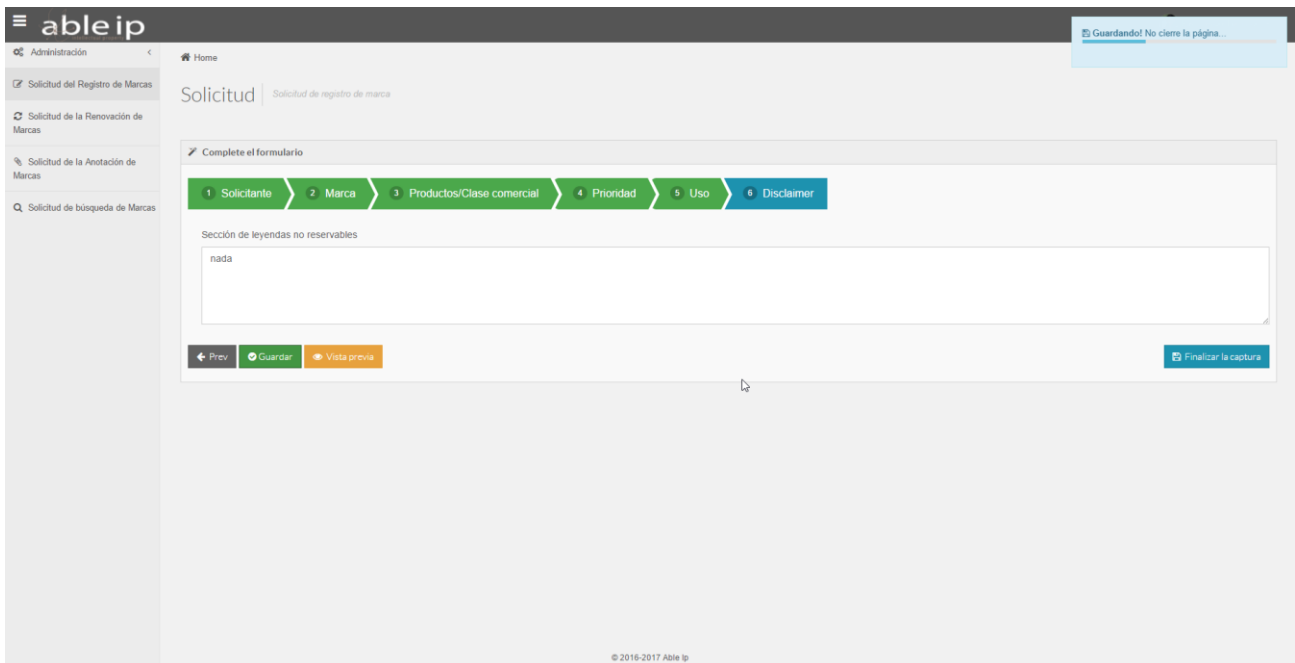 able ip
Guardando! No cierre la página...
Administración
Solicitud del Registro de Marcas
Solicitud de la Renovación de
Marcas
Solicitud de la Anotación de
Marcas
Solicitud de búsqueda de Marcas
Home
Solicitud Solicitud de registro de marca
Complete el formulario
1 Solicitante 2 Marca 3 Productos/Clase comercial 4 Prioridad 5 Uso 6 Disclaimer
Sección de leyendas no reservables
nada
Prev Guardar Vista previa Finalizar la captura
© 2016-2017 Able Ip